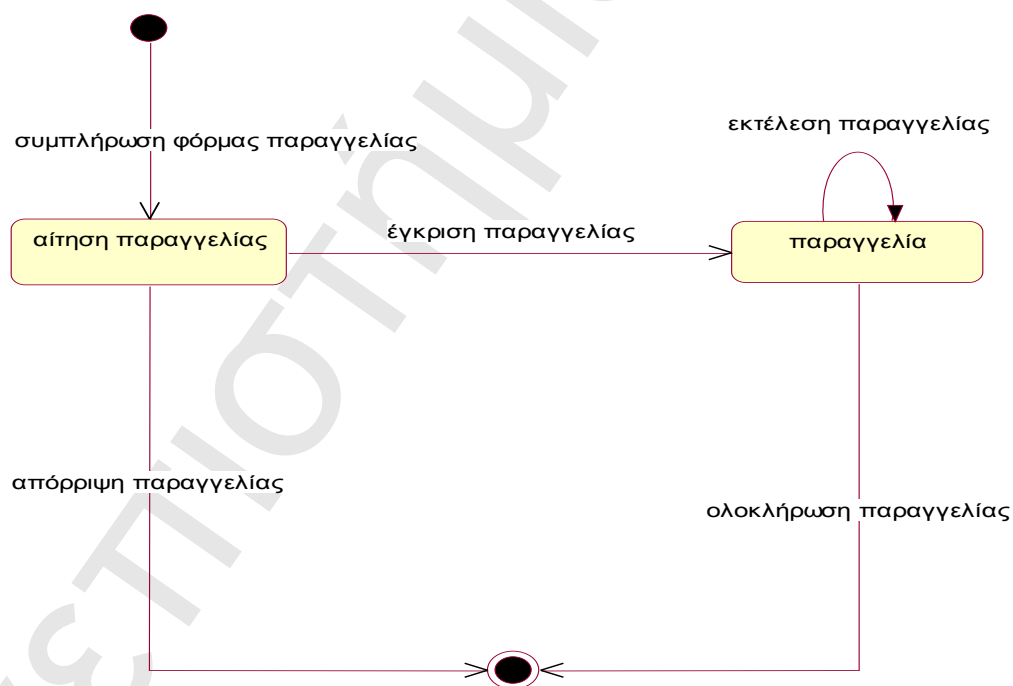 συμπλήρωση φόρμας παραγγελίας
εκτέλεση παραγγελίας
αίτηση παραγγελίας
έγκριση παραγγελίας
παραγγελία
απόρριψη παραγγελίας
ολοκλήρωση παραγγελίας